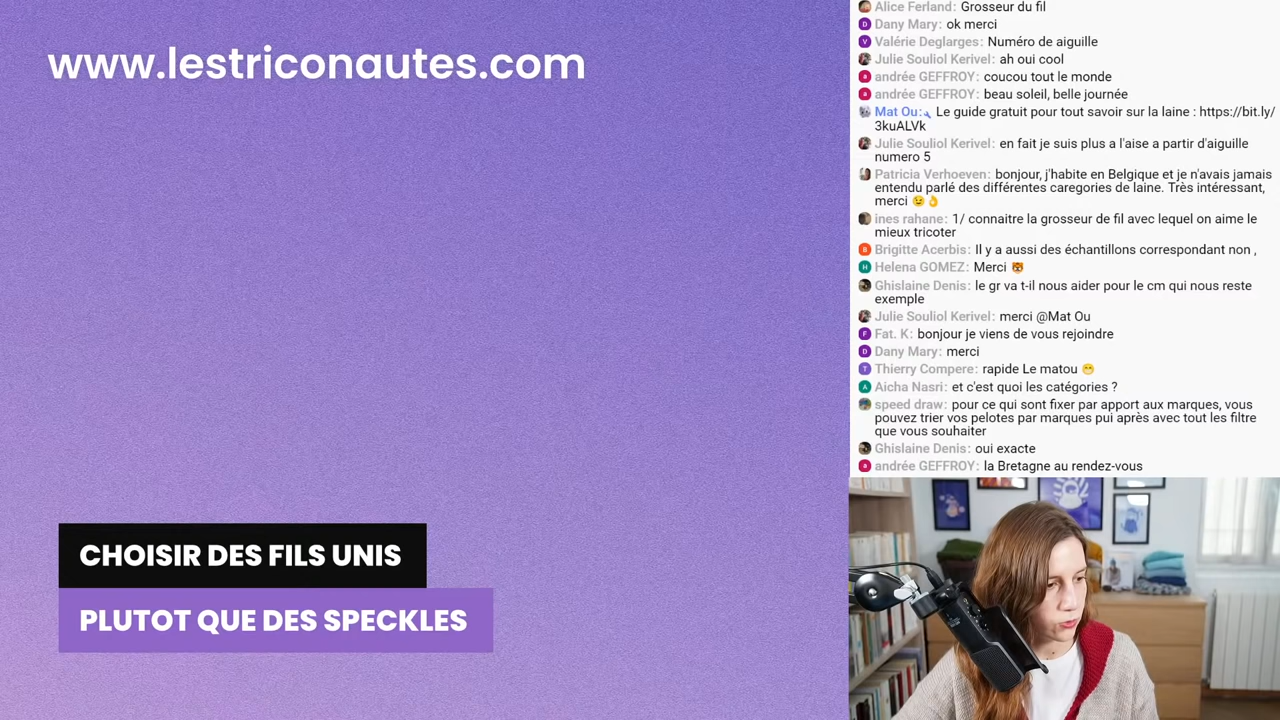 www.lestriconautes.com
CHOISIR DES FILS UNIS
PLUTOT QUE DES SPECKLES
Alice Ferland: Grosseur du fil
Dany Mary: ok merci
Valérie Deglarges: Numéro de aiguille
Julie Souliol Kerivel: ah oui cool
andrée GEFFROY: coucou tout le monde
andrée GEFFROY: beau soleil, belle journée
Mat Ou: Le guide gratuit pour tout savoir sur la laine : https://bit.ly/
3kuALVk
Julie Souliol Kerivel: en fait je suis plus a l'aise a partir d'aiguille
numero 5
Patricia Verhoeven: bonjour, j'habite en Belgique et je n'avais jamais
entendu parlé des différentes caregories de laine. Très intéressant,
merci 😉👌
ines rahane: 1/ connaitre la grosseur de fil avec lequel on aime le
mieux tricoter
Brigitte Acerbis: Il y a aussi des échantillons correspondant non ,
Helena GOMEZ: Merci 🐯
Ghislaine Denis: le gr va t-il nous aider pour le cm qui nous reste
exemple
Julie Souliol Kerivel: merci @Mat Ou
Fat. K: bonjour je viens de vous rejoindre
Dany Mary: merci
Thierry Compere: rapide Le matou 😁
Aicha Nasri: et c'est quoi les catégories ?
speed draw: pour ce qui sont fixer par apport aux marques, vous
pouvez trier vos pelotes par marques pui après avec tout les filtre
que vous souhaiter
Ghislaine Denis: oui exacte
andrée GEFFROY: la Bretagne au rendez-vous